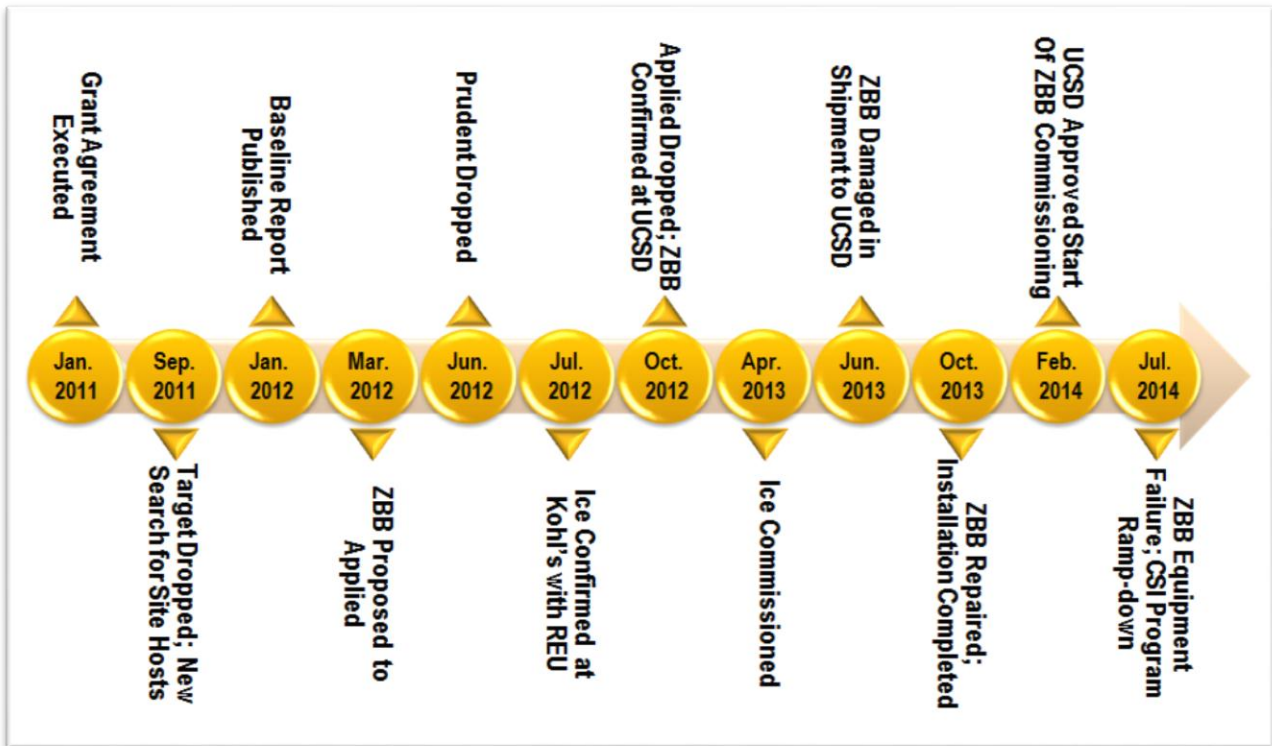 Grant Agreement
Executed
Baseline Report
Published
Prudent Dropped
Applied Dropped; ZBB
Confirmed at UCSD
ZBB Damaged in
Shipment to UCSD
UCSD Approved Start
Of ZBB Commissioning
Jan.
2011
Sep.
2011
Jan.
2012
Mar.
2012
Jun.
2012
Jul.
2012
Oct.
2012
Apr.
2013
Jun.
2013
Oct.
2013
Feb.
2014
Jul.
2014
Target Dropped; New
Search for Site Hosts
ZBB Proposed to
Applied
Ice Confirmed at
Kohl's with REU
Ice Commissioned
ZBB Repaired;
Installation Completed
ZBB Equipment
Failure; CSI Program
Ramp-down